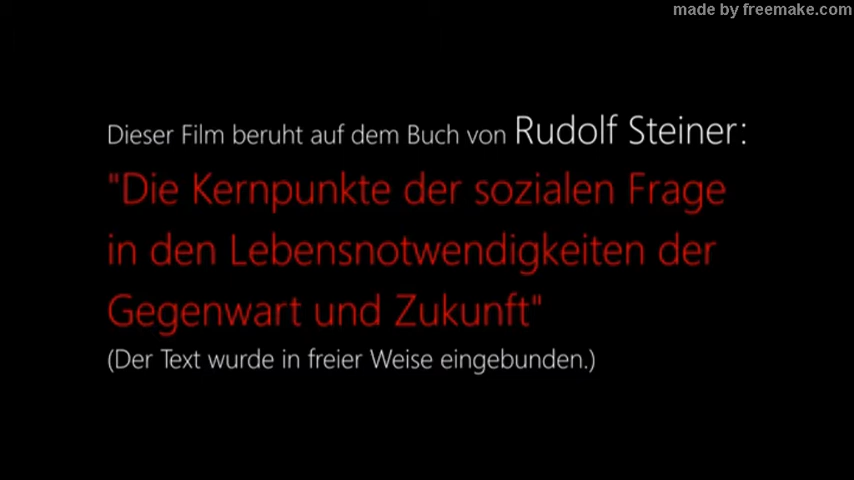 made by freemake.com
Dieser Film beruht auf dem Buch von Rudolf Steiner:
"Die Kernpunkte der sozialen Frage
in den Lebensnotwendigkeiten der
Gegenwart und Zukunft"
(Der Text wurde in freier Weise eingebunden.)